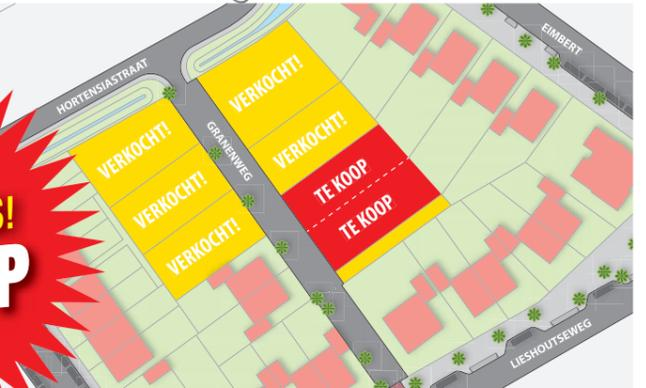 HORTENSIASTRAAT
EIMBERT
VERKOCHT!
VERKOCHT!
VERKOCHT!
VERKOCHT!
VERKOCHT!
GRANENWEG
TE KOOP
TE KOOP
LIESHOUTSEWEG